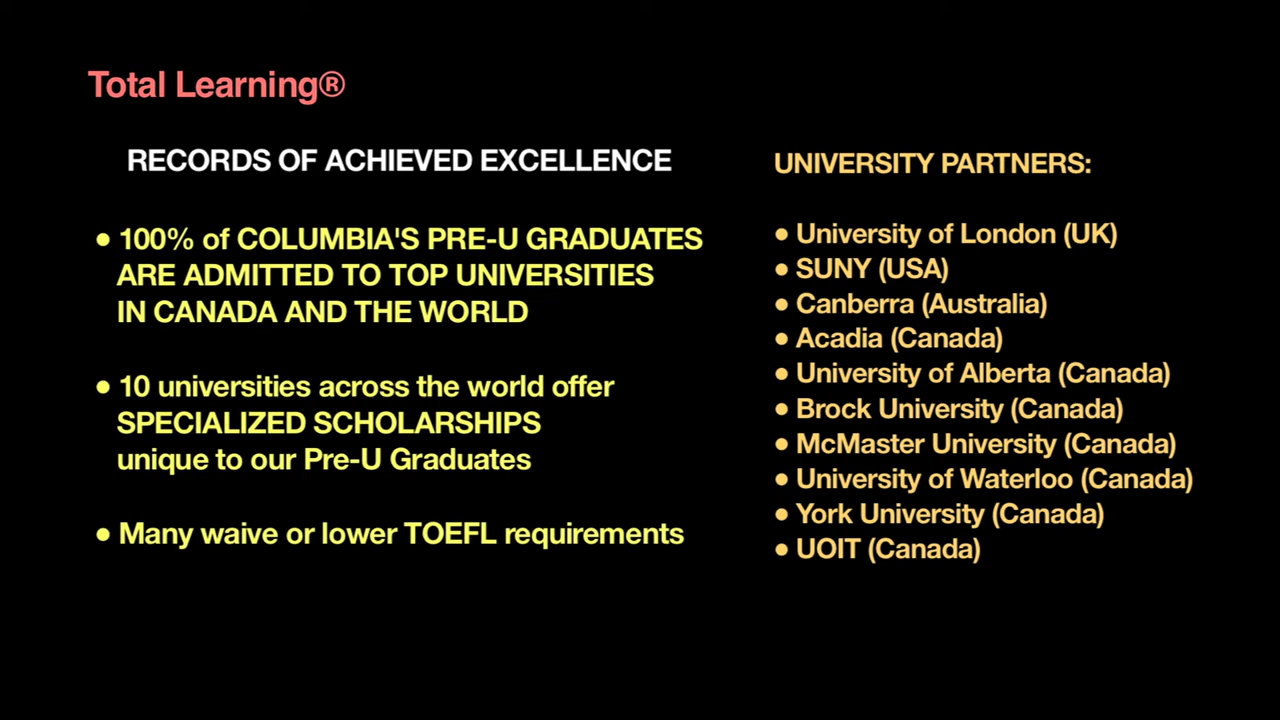 Total Learning®
RECORDS OF ACHIEVED EXCELLENCE
● 100% of COLUMBIA'S PRE-U GRADUATES
ARE ADMITTED TO TOP UNIVERSITIES
IN CANADA AND THE WORLD
● 10 universities across the world offer
SPECIALIZED SCHOLARSHIPS
unique to our Pre-U Graduates
● Many waive or lower TOEFL requirements
UNIVERSITY PARTNERS:
● University of London (UK)
● SUNY (USA)
● Canberra (Australia)
● Acadia (Canada)
● University of Alberta (Canada)
● Brock University (Canada)
● McMaster University (Canada)
● University of Waterloo (Canada)
● York University (Canada)
● UOIT (Canada)